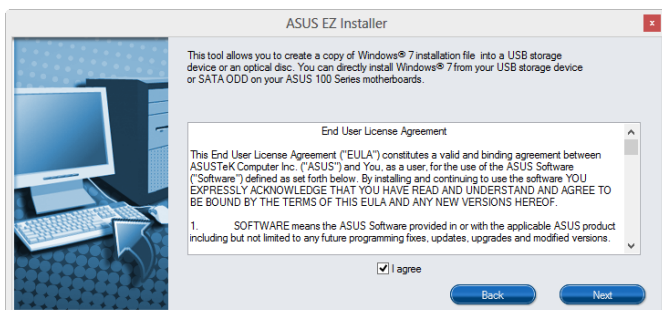 ASUS EZ Installer
x
This tool allows you to create a copy of Windows® 7 installation file into a USB storage
device or an optical disc. You can directly install Windows® 7 from your USB storage device
or SATA ODD on your ASUS 100 Series motherboards.
End User License Agreement
This End User License Agreement ("EULA") constitutes a valid and binding agreement between
ASUSTeK Computer Inc. ("ASUS") and You, as a user, for the use of the ASUS Software
("Software") defined as set forth below. By installing and continuing to use the software YOU
EXPRESSLY ACKNOWLEDGE THAT YOU HAVE READ AND UNDERSTAND AND AGREE TO
BE BOUND BY THE TERMS OF THIS EULA AND ANY NEW VERSIONS HEREOF.
1. SOFTWARE means the ASUS Software provided in or with the applicable ASUS product
including but not limited to any future programming fixes, updates, upgrades and modified versions.
I agree
Back Next